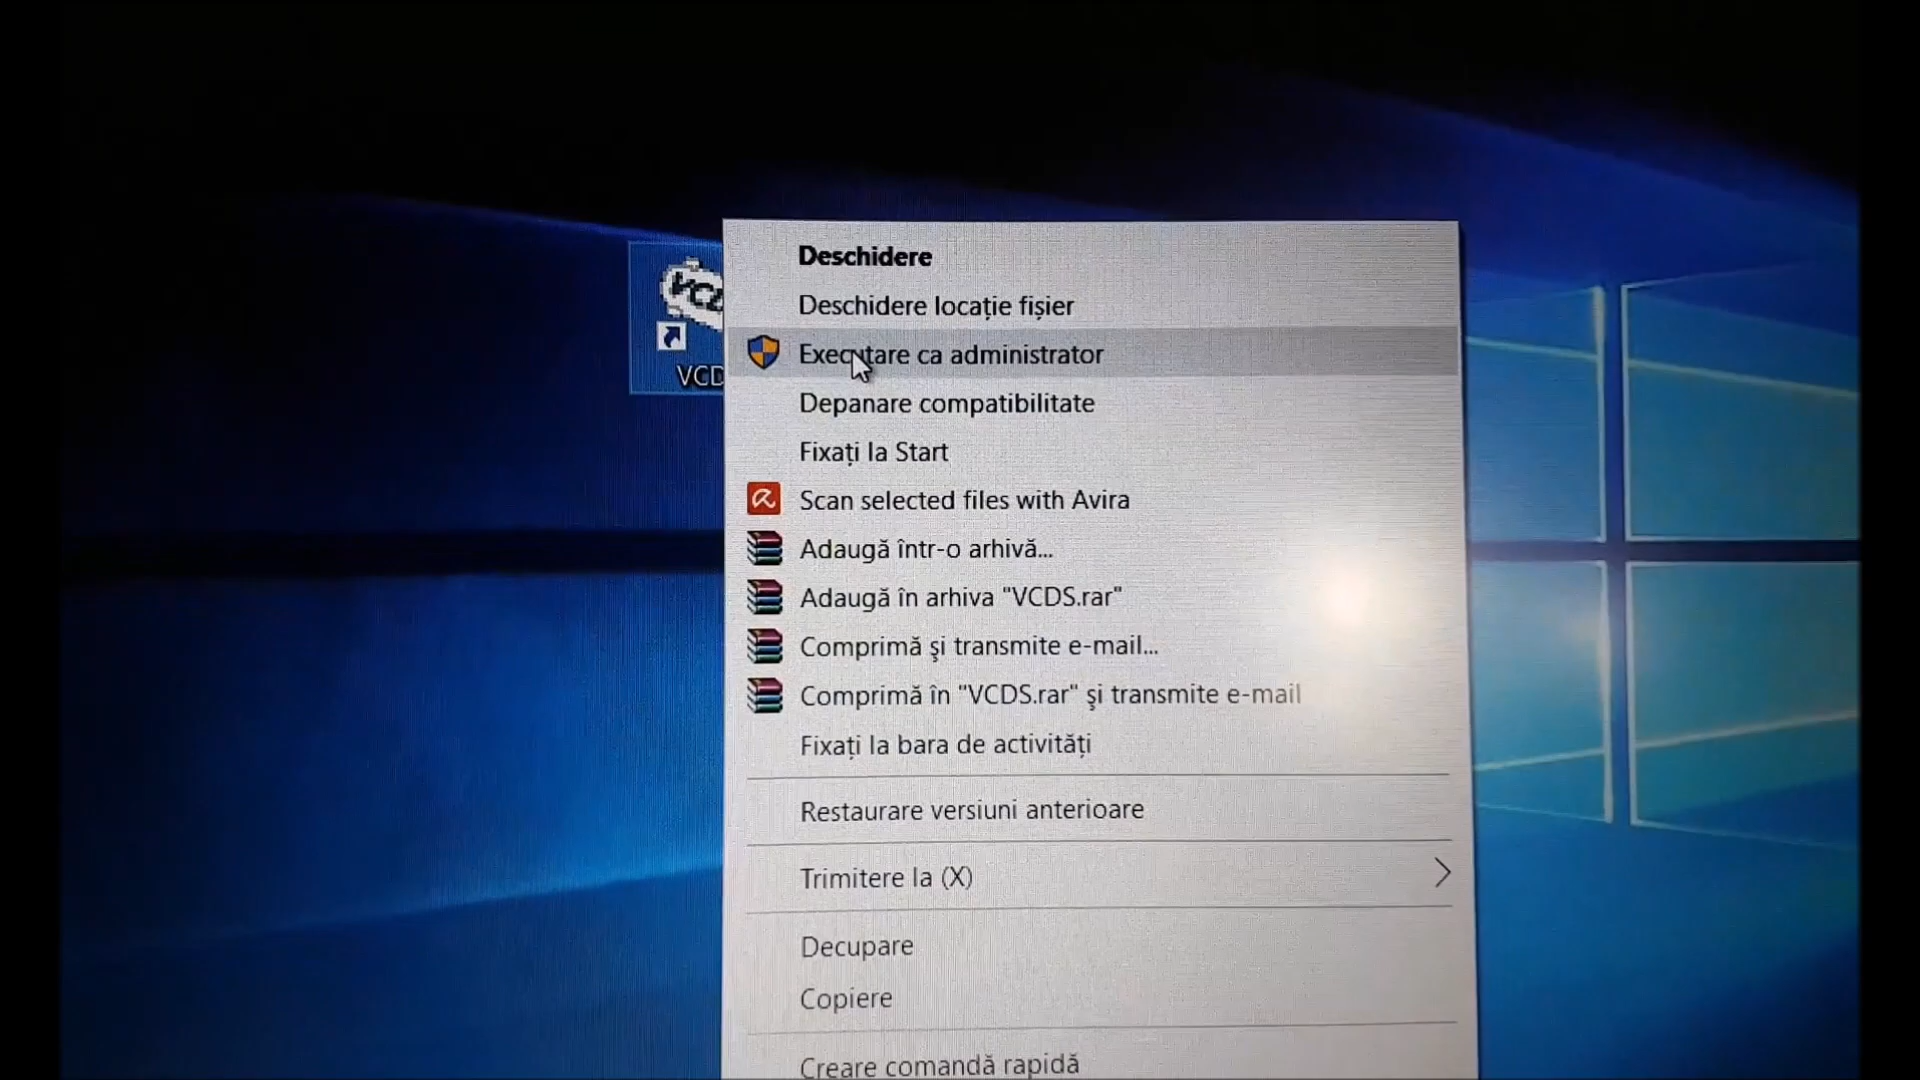 Deschidere
Deschidere locație fișier
Executare ca administrator
Depanare compatibilitate
Fixați la Start
Scan selected files with Avira
Adaugă într-o arhivă...
Adaugă în arhiva "VCDS.rar"
Comprimă şi transmite e-mail...
Comprimă în "VCDS.rar" şi transmite e-mail
Fixați la bara de activități
Restaurare versiuni anterioare
Trimitere la (X)
Decupare
Copiere
Creare comandă rapidă